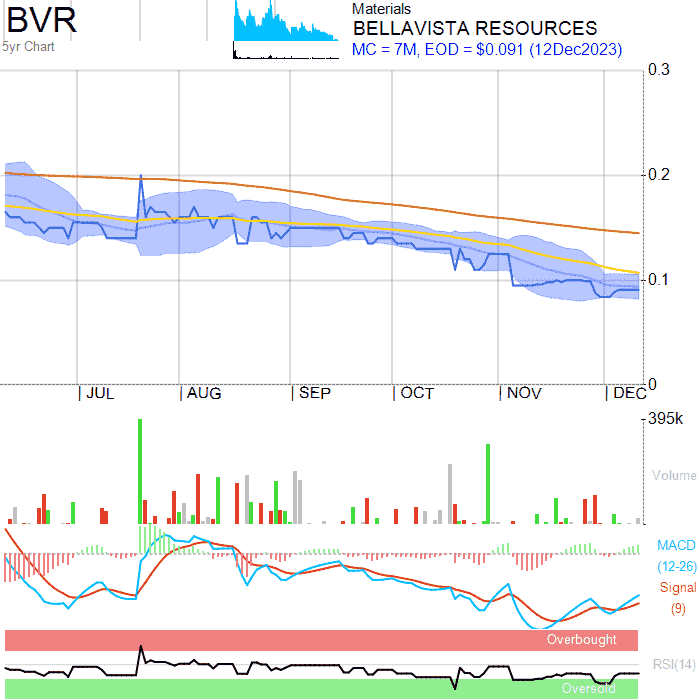 BVR
5yr Chart
Materials
BELLAVISTA RESOURCES
MC = 7M, EOD = $0.091 (12Dec2023)
0.3
0.2
0.1
0
| JUL | AUG | SEP | OCT | NOV | DEC
395k
Volume
MACD
(12-26)
Signal
(9)
Overbought
RSI(14)
Oversold